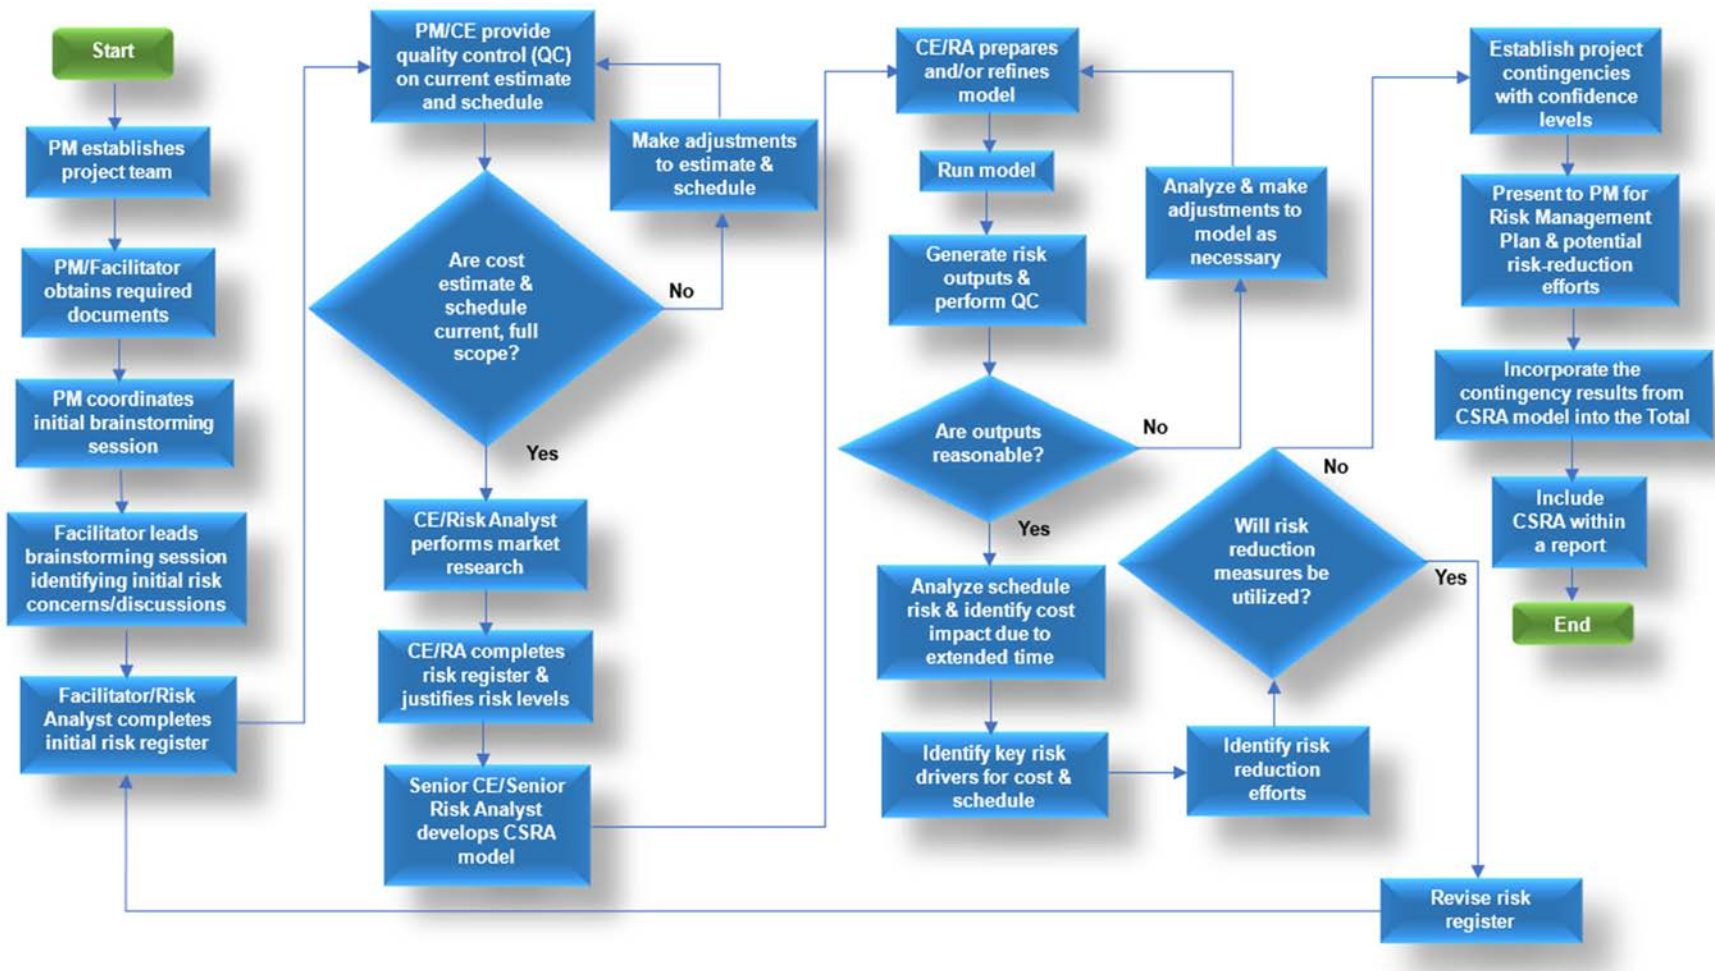 Start
PM establishes
project team
PM/Facilitator
obtains required
documents
PM coordinates
initial brainstorming
session
Facilitator leads
brainstorming session
identifying initial risk
concerns/discussions
Facilitator/Risk
Analyst completes
initial risk register
PM/CE provide
quality control (QC)
on current estimate
and schedule
Make adjustments
to estimate &
schedule
Are cost
estimate &
schedule
current, full
scope?
No
Yes
CE/Risk Analyst
performs market
research
CE/RA completes
risk register &
justifies risk levels
Senior CE/Senior
Risk Analyst
develops CSRA
model
CE/RA prepares
and/or refines
model
Run model
Generate risk
outputs &
perform QC
Analyze & make
adjustments to
model as
necessary
Are outputs
reasonable?
No
Yes
Analyze schedule
risk & identify cost
impact due to
extended time
Identify key risk
drivers for cost &
schedule
Identify risk
reduction
efforts
Will risk
reduction
measures be
utilized?
No
Yes
Revise risk
register
Establish project
contingencies
with confidence
levels
Present to PM for
Risk Management
Plan & potential
risk-reduction
efforts
Incorporate the
contingency results from
CSRA model into the Total
Include
CSRA within
a report
End